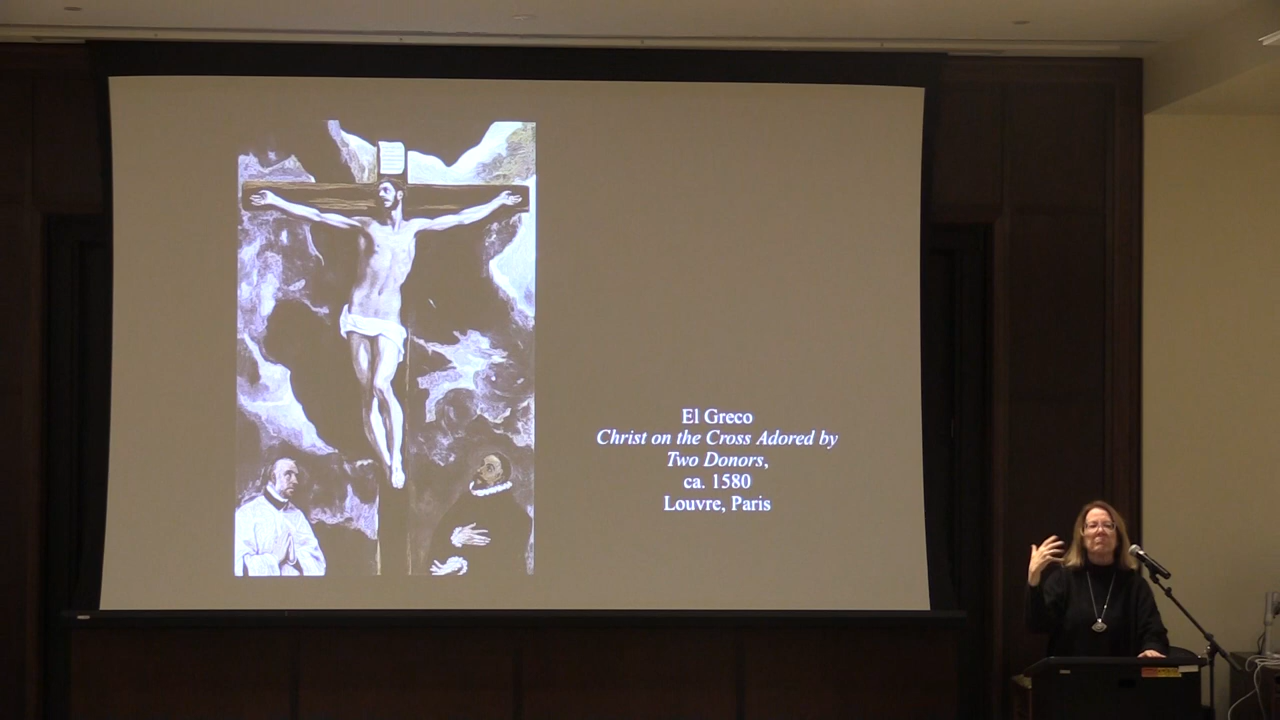 El Greco
Christ on the Cross Adored by
Two Donors,
ca. 1580
Louvre, Paris